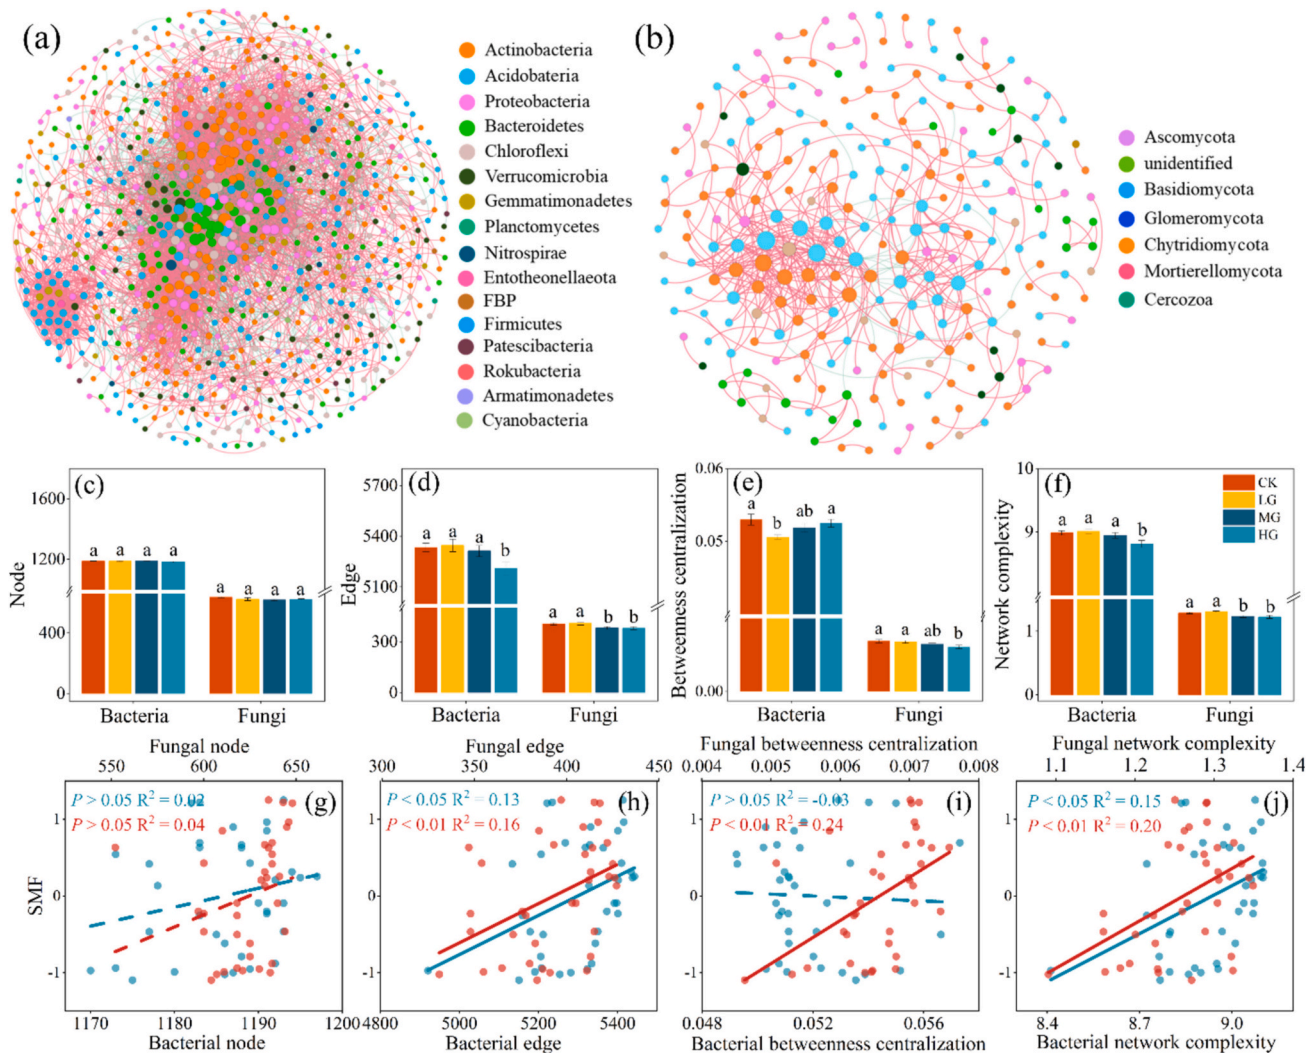 (a)
Actinobacteria
Acidobateria
Proteobacteria
Bacteroidetes
Chloroflexi
Verrucomicrobia
Gemmatimonadetes
Planctomycetes
Nitrospirae
Entotheonellaeota
FBP
Firmicutes
Patescibacteria
Rokubacteria
Armatimonadetes
Cyanobacteria
(b)
Ascomycota
unidentified
Basidiomycota
Glomeromycota
Chytridiomycota
Mortierellomycota
Cercozoa
(c)
Node
1600
1200
400
0
a a a a
a a a a
Bacteria Fungi
(d)
Edge
5700
5400
5100
300
0
a a a b
a a b b
Bacteria Fungi
(e)
Betweenness centralization
0.06
0.05
0.00
a b ab a
a a ab b
Bacteria Fungi
(f)
Network complexity
10
9
1
0
a a a b
a a b b
Bacteria Fungi
CK
LG
MG
HG
Fungal node
550 600 650
(g)
P > 0.05 R² = 0.02
P > 0.05 R² = 0.04
SMF
1
0
-1
1170 1180 1190 1200
Bacterial node
Fungal edge
300 350 400 450
(h)
P < 0.05 R² = 0.13
P < 0.01 R² = 0.16
1
0
-1
4800 5000 5200 5400
Bacterial edge
Fungal betweenness centralization
0.004 0.005 0.006 0.007 0.008
(i)
P > 0.05 R² = -0.03
P < 0.01 R² = 0.24
1
0
-1
0.048 0.052 0.056
Bacterial betweenness centralization
Fungal network complexity
1.1 1.2 1.3 1.4
(j)
P < 0.05 R² = 0.15
P < 0.01 R² = 0.20
1
0
-1
8.4 8.7 9.0
Bacterial network complexity